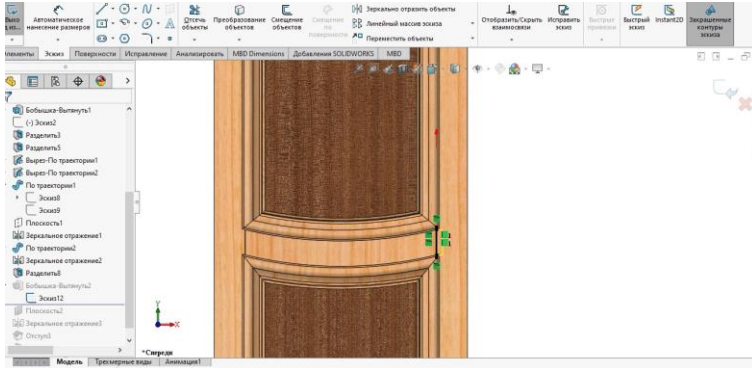 Автоматическое
нанесение размеров
Отсечь
объекты
Преобразование
объектов
Смещение
объектов
Смещение
по
поверхности
Зеркально отразить объекты
Линейный массив эскиза
Переместить объекты
Отобразить/Скрыть
взаимосвязи
Исправить
эскиз
Быстрые
привязки
Быстрый
эскиз
Instant2D
Закрашенные
контуры
эскиза
Эскиз
Поверхности
Исправление
Анализировать
MBD Dimensions
Добавления SOLIDWORKS
MBD
Бобышка-Вытянуть1
(-) Эскиз2
Разделить3
Разделить5
Вырез-По траектории1
Вырез-По траектории2
По траектории1
Эскиз8
Эскиз9
Плоскость1
Зеркальное отражение1
По траектории2
Зеркальное отражение2
Разделить8
Бобышка-Вытянуть2
Эскиз12
Плоскость2
Зеркальное отражение3
Отступ3
Y
X
*Спереди
Модель
Трехмерные виды
Анимация1